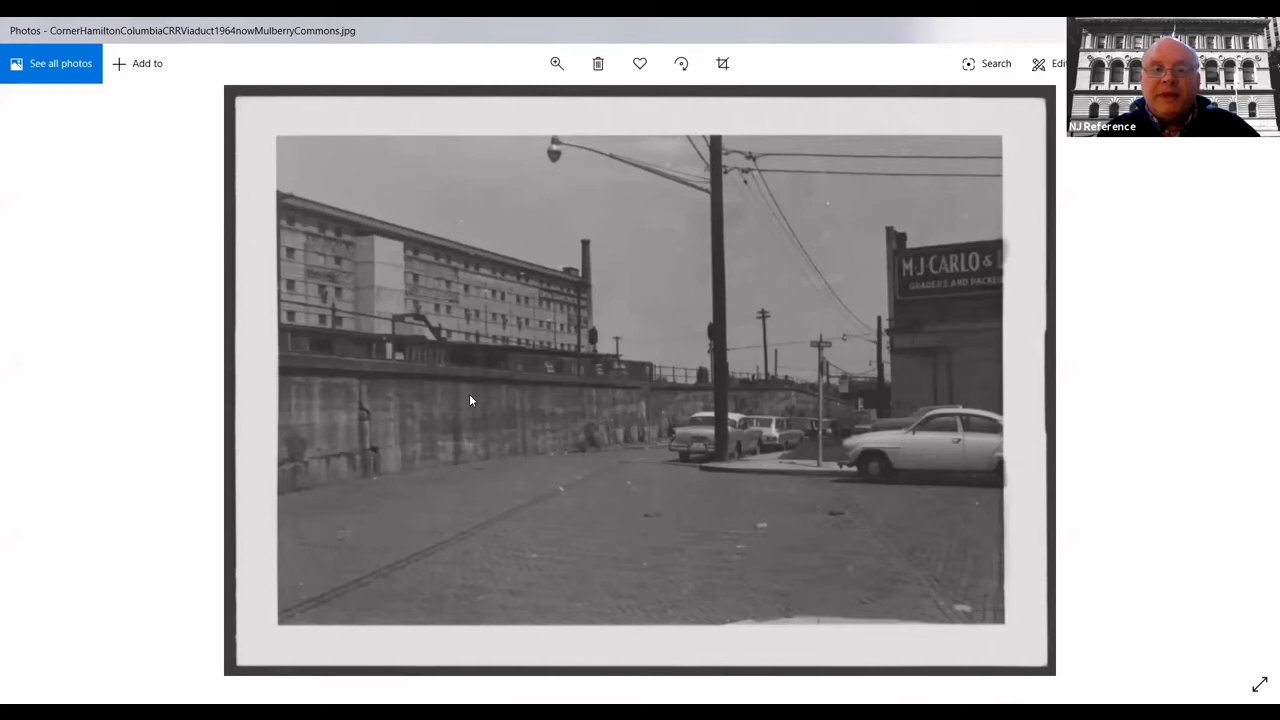 Photos - CornerHamiltonColumbiaCRRViaduct1964nowMulberryCommons.jpg
See all photos
Add to
Search
Edi
NJ Reference
M·J·CARLO &
GRADERS AND PACKE